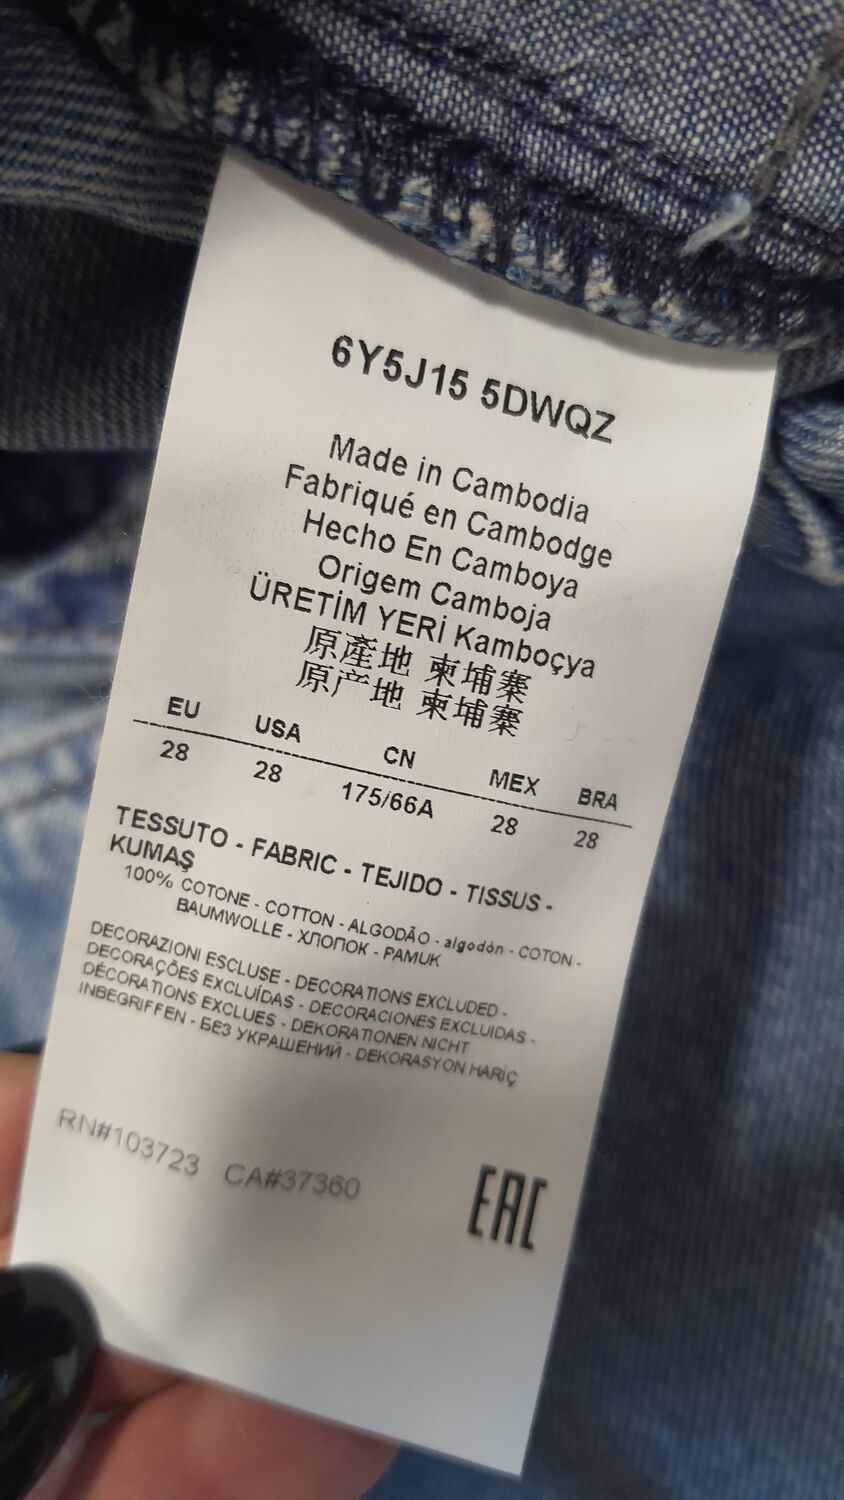 6Y5J15 5DWQZ
Made in Cambodia
Fabriqué en Cambodge
Hecho En Camboya
Origem Camboja
ÜRETİM YERİ Kamboçya
原產地 柬埔寨
原产地 柬埔寨
EU USA CN MEX BRA
28 28 175/66A 28 28
TESSUTO - FABRIC - TEJIDO - TISSUS -
KUMAŞ
100% COTONE - COTTON - ALGODÃO - algodón - COTON -
BAUMWOLLE - ХЛОПОК - PAMUK
DECORAZIONI ESCLUSE - DECORATIONS EXCLUDED -
DECORAÇÕES EXCLUÍDAS - DECORACIONES EXCLUIDAS -
DÉCORATIONS EXCLUES - DEKORATIONEN NICHT
INBEGRIFFEN - БЕЗ УКРАШЕНИЙ - DEKORASYON HARİÇ
RN#103723 CA#37360
EAC